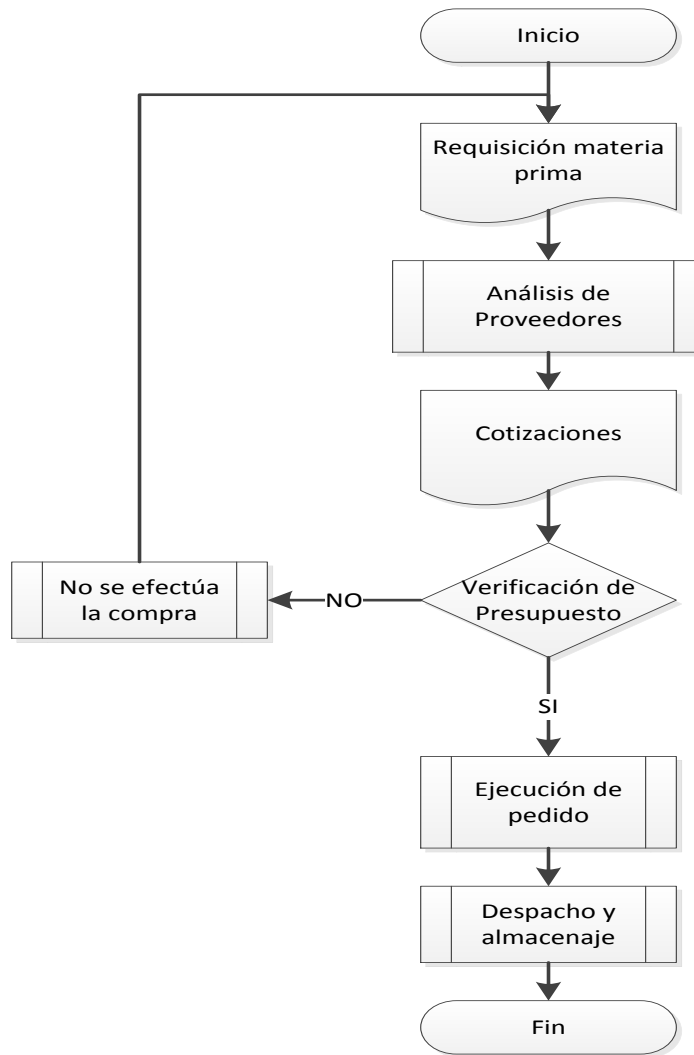 Inicio
Requisición materia
prima
Análisis de
Proveedores
Cotizaciones
Verificación de
Presupuesto
NO
No se efectúa
la compra
SI
Ejecución de
pedido
Despacho y
almacenaje
Fin